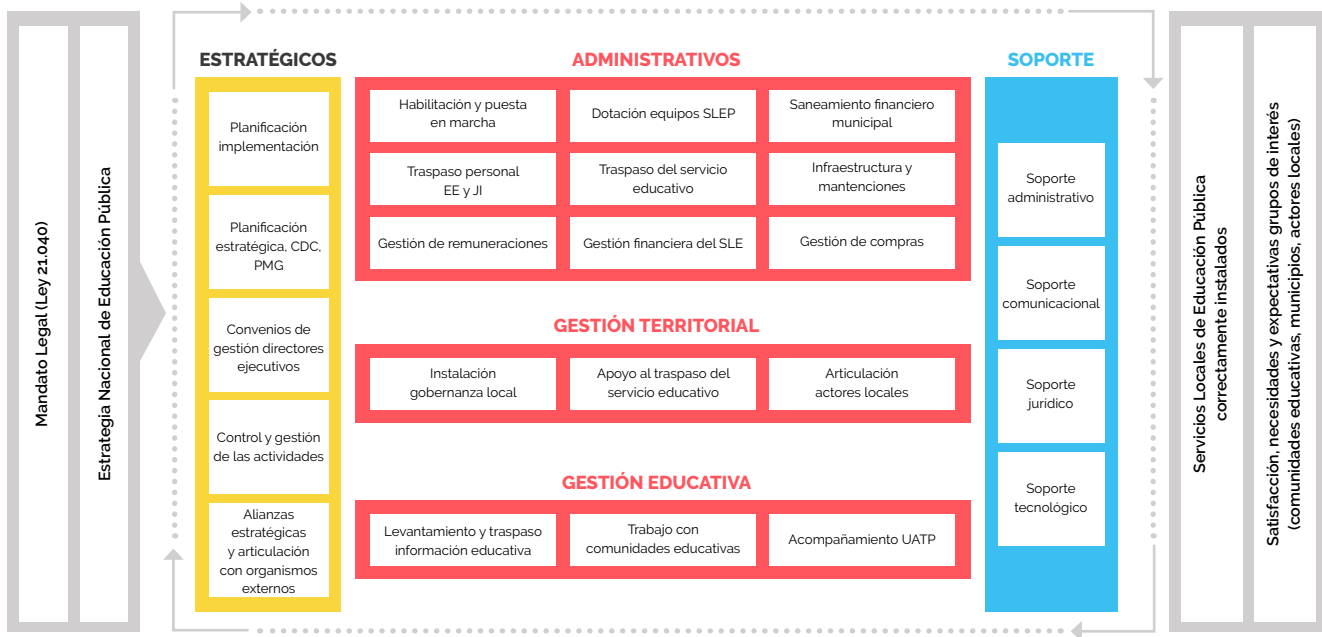 Mandato Legal (Ley 21.040)
Estrategia Nacional de Educación Pública
ESTRATÉGICOS
Planificación
implementación
Planificación
estratégica, CDC,
PMG
Convenios de
gestión directores
ejecutivos
Control y gestión
de las actividades
Alianzas
estratégicas
y articulación
con organismos
externos
ADMINISTRATIVOS
Habilitación y puesta
en marcha
Dotación equipos SLEP
Saneamiento financiero
municipal
Traspaso personal
EE y JI
Traspaso del servicio
educativo
Infraestructura y
mantenciones
Gestión de remuneraciones
Gestión financiera del SLE
Gestión de compras
GESTIÓN TERRITORIAL
Instalación
gobernanza local
Apoyo al traspaso del
servicio educativo
Articulación
actores locales
GESTIÓN EDUCATIVA
Levantamiento y traspaso
información educativa
Trabajo con
comunidades educativas
Acompañamiento UATP
SOPORTE
Soporte
administrativo
Soporte
comunicacional
Soporte
jurídico
Soporte
tecnológico
Servicios Locales de Educación Pública
correctamente instalados
Satisfacción, necesidades y expectativas grupos de interés
(comunidades educativas, municipios, actores locales)